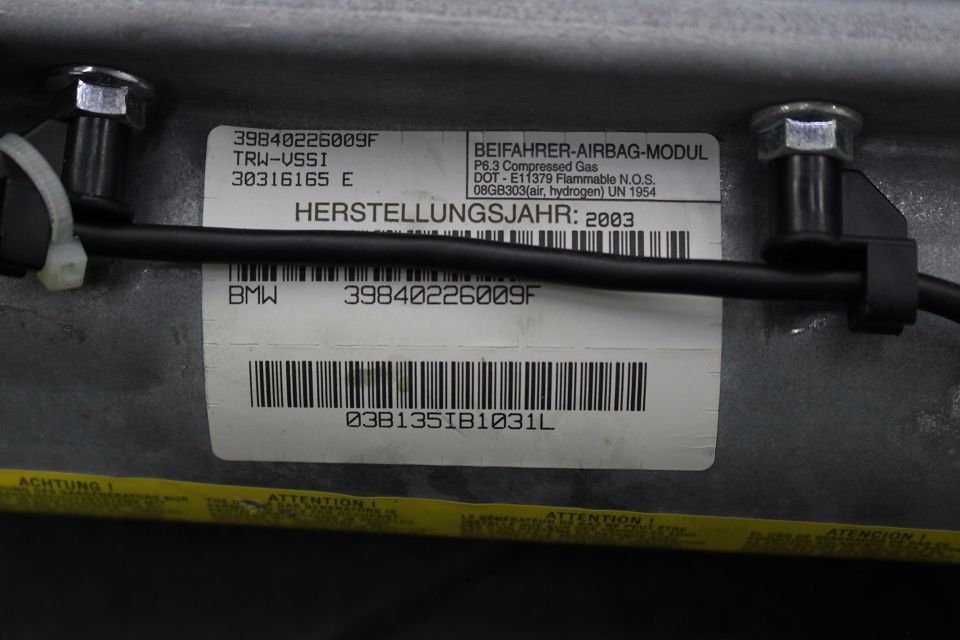 39840226009F
TRW-VSSI
30316165 E
BEIFAHRER-AIRBAG-MODUL
P6.3 Compressed Gas
DOT - E11379 Flammable N.O.S.
08GB303(air, hydrogen) UN 1954
HERSTELLUNGSJAHR: 2003
BMW 39840226009F
03B135IB1031L
ACHTUNG !
ATTENTION !
ATTENTION !
ATENCION !